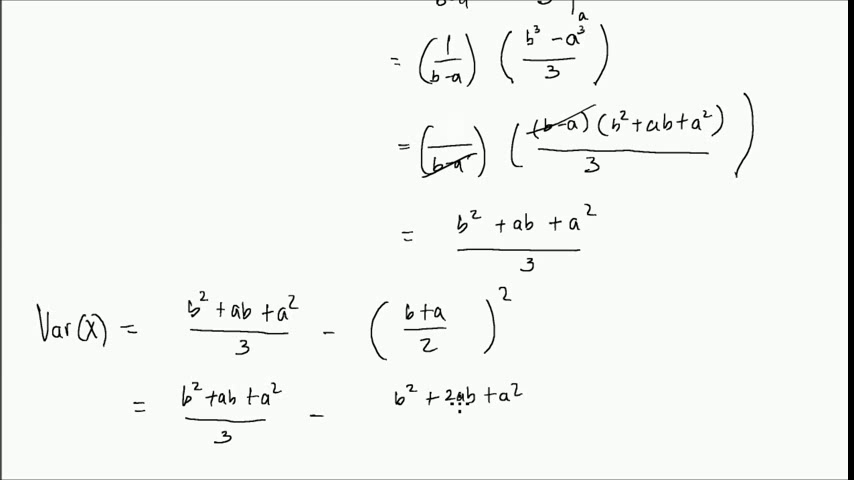 = (1/(b-a)) ((b³ - a³)/3)
= ( /(b-a)) ((b-a)(b² + ab + a²)/3)
= (b² + ab + a²)/3
Var(X) = (b² + ab + a²)/3 - ((b+a)/2)²
= (b² + ab + a²)/3 - b² + 2ab + a²